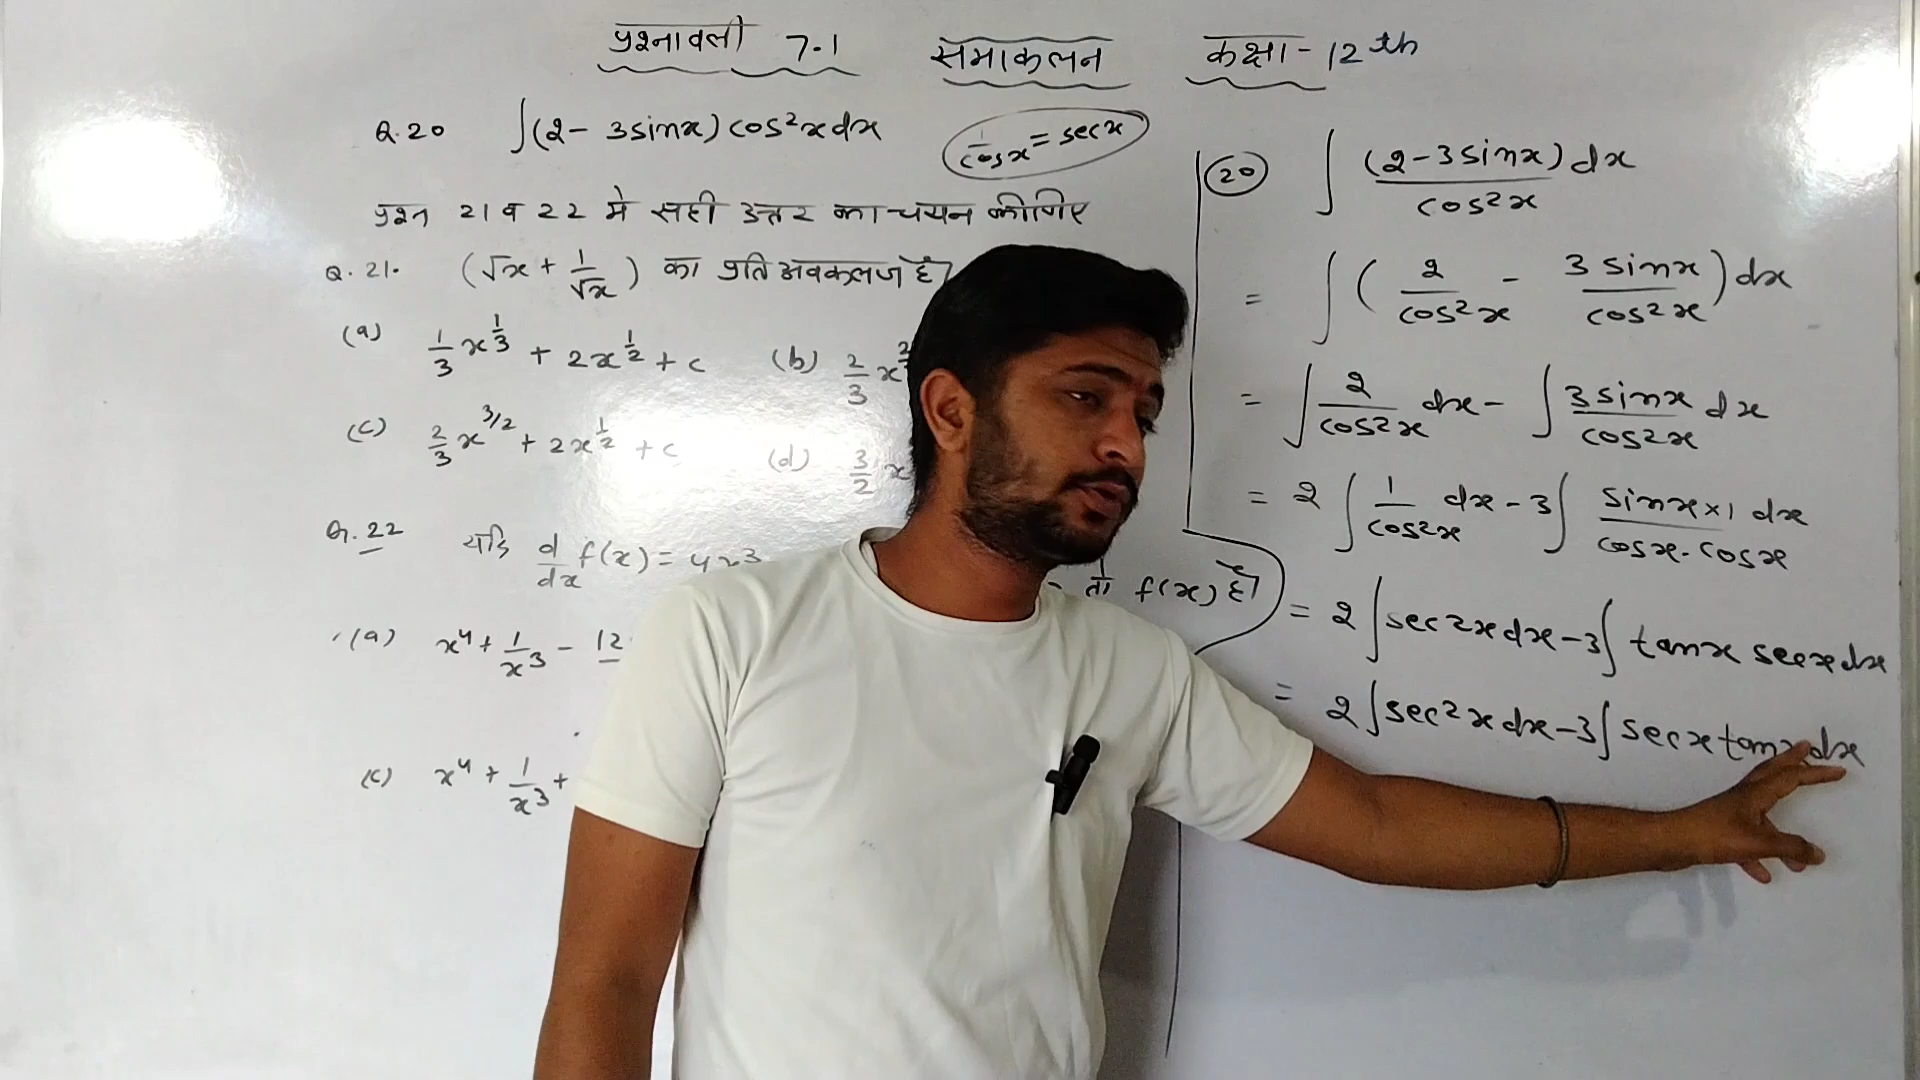 प्रश्नावली 7.1 समाकलन कक्षा - 12th
Q.20 ∫(2 - 3sinx) cos²x dx
1/cosx = secx
प्रश्न 21 व 22 मे सही उत्तर का चयन कीजिए
Q.21. (√x + 1/√x) का प्रति अवकलज है।
(a) 1/3 x^1/3 + 2x^1/2 + c (b) 2/3 x
(c) 2/3 x^3/2 + 2x^1/2 + c (d) 3/2 x
Q.22 यदि d/dx f(x) = 4x³ तो f(x) है।
(a) x⁴ + 1/x³ - 12
(c) x⁴ + 1/x³ +
(20) ∫ (2-3sinx)dx / cos²x
= ∫ (2/cos²x - 3sinx/cos²x) dx
= ∫ 2/cos²x dx - ∫ 3sinx/cos²x dx
= 2 ∫ 1/cos²x dx - 3 ∫ sinx×1/cosx.cosx dx
= 2 ∫ sec²x dx - 3 ∫ tanx secx dx
= 2 ∫ sec²x dx - 3 ∫ secx tanx dx